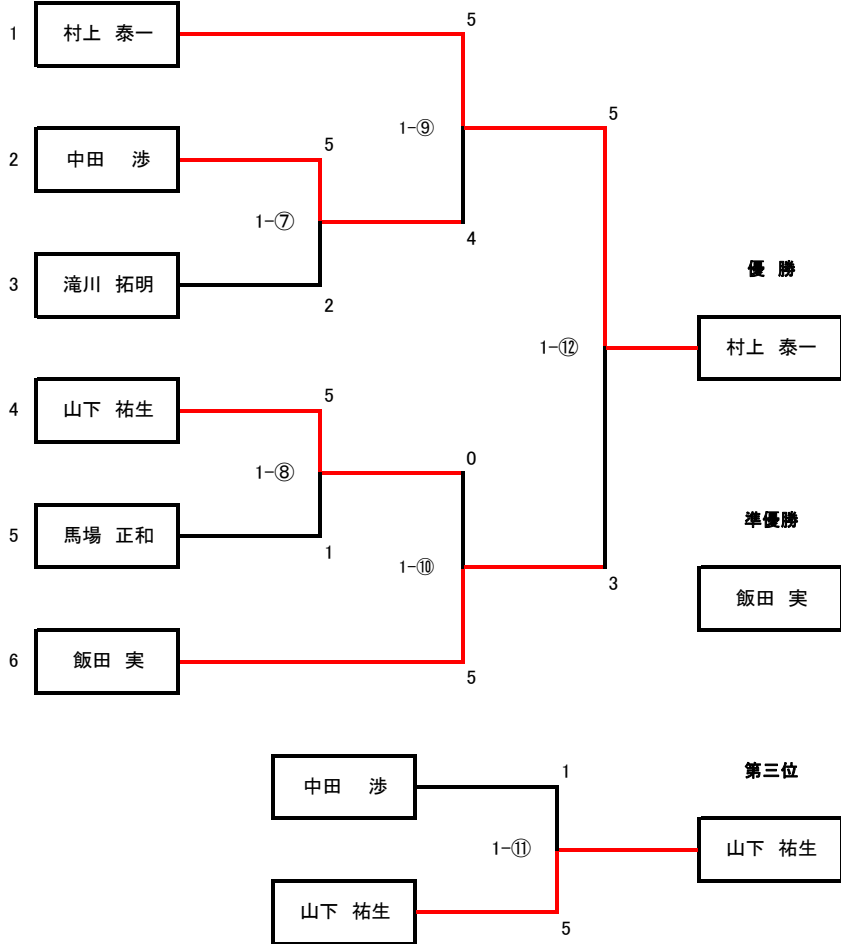 5
1 村上 泰一
5
1-⑨
5
2 中田 渉
1-⑦
4
優 勝
3 滝川 拓明
2
村上 泰一
1-⑫
4 山下 祐生
5
0
1-⑧
準優勝
5 馬場 正和
1
1-⑩
3
飯田 実
6 飯田 実
5
1
第三位
中田 渉
1-⑪
山下 祐生
山下 祐生
5